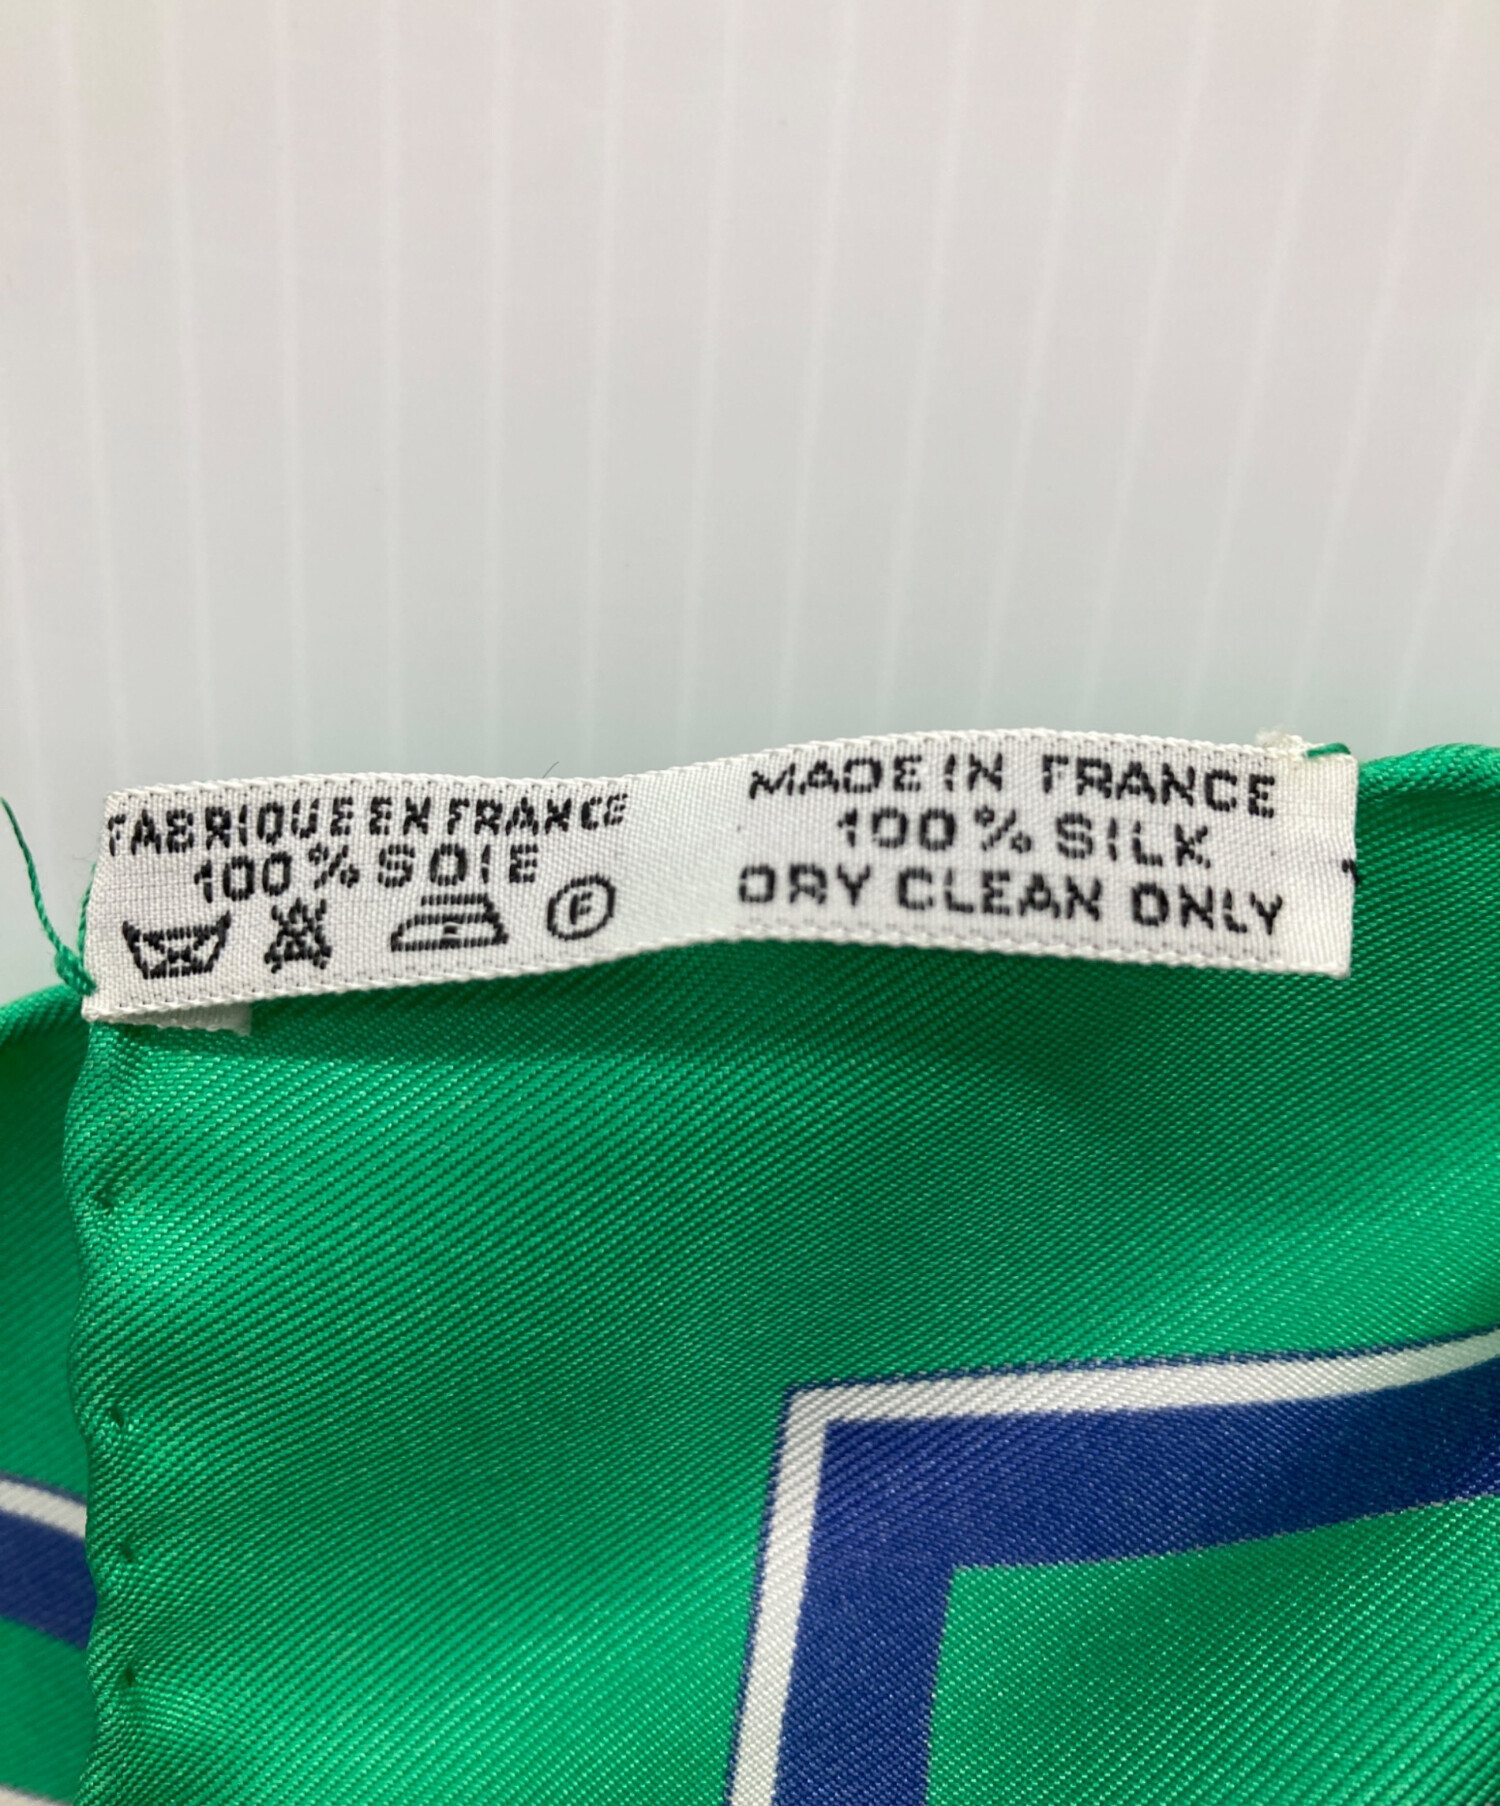 FABRIQUE EN FRANCE
100% SOIE
F
MADE IN FRANCE
100% SILK
DRY CLEAN ONLY